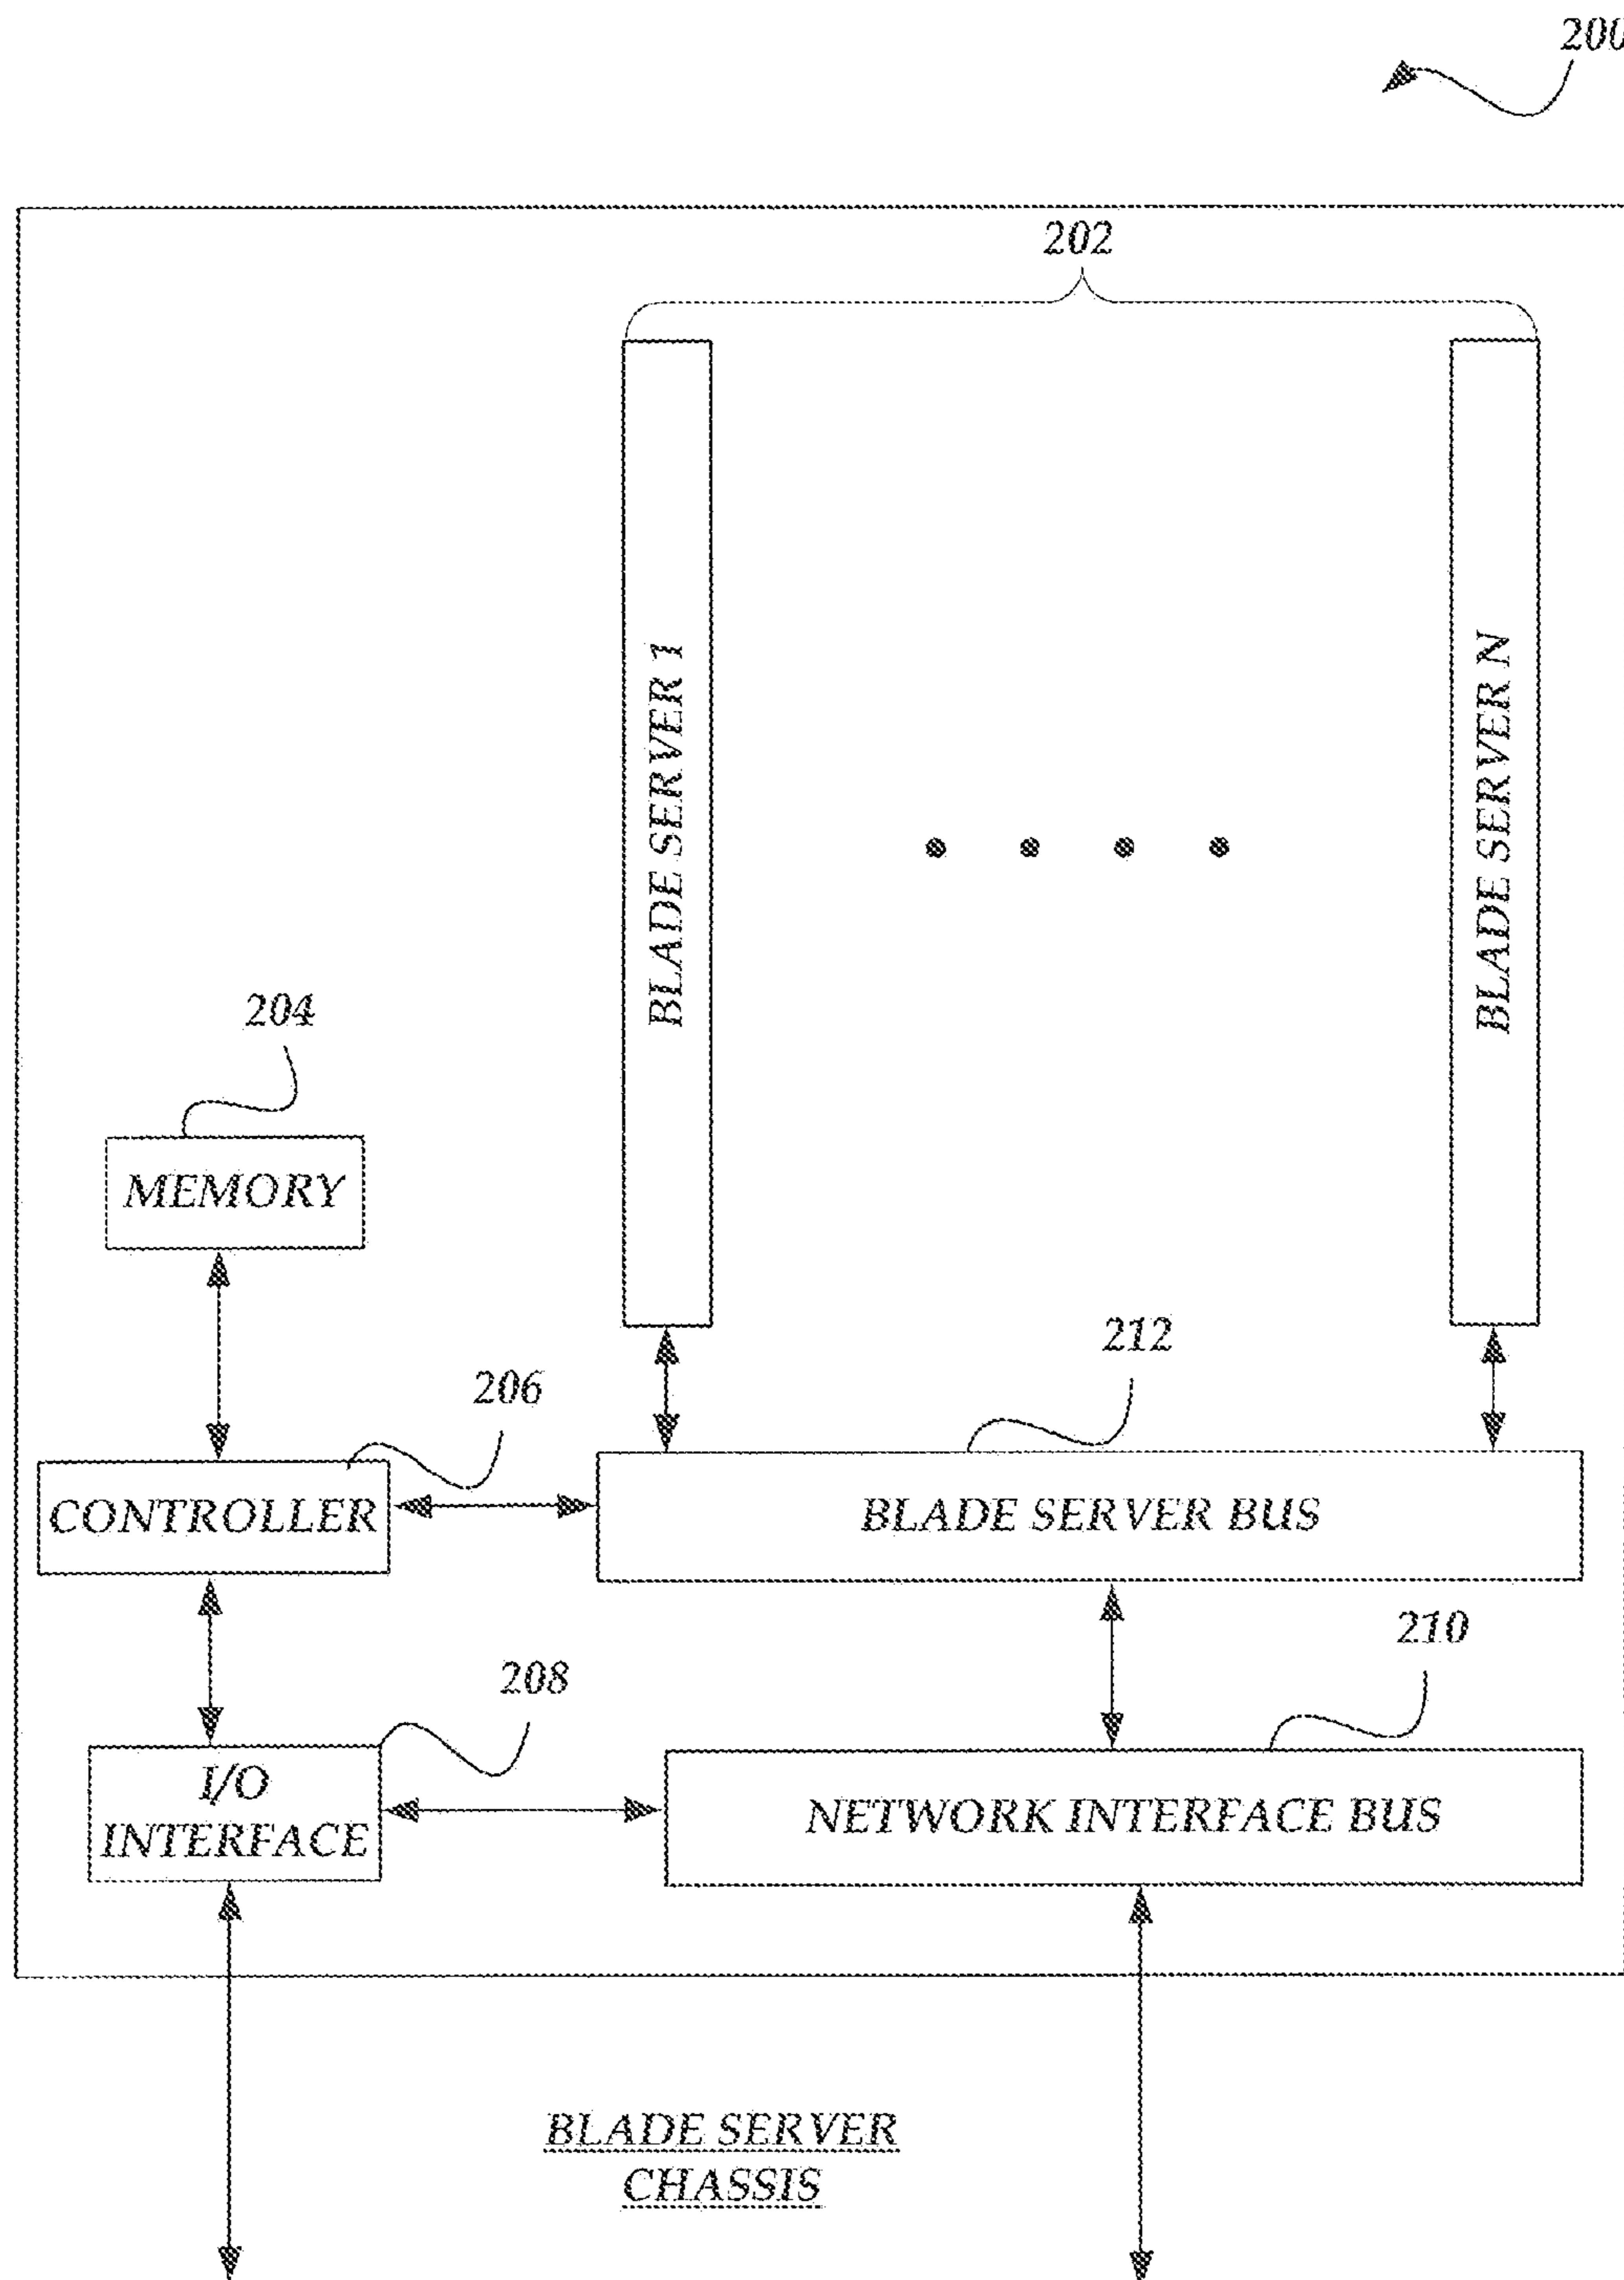 200
202
BLADE SERVER 1
BLADE SERVER N
204
MEMORY
212
206
CONTROLLER
BLADE SERVER BUS
210
208
I/O
INTERFACE
NETWORK INTERFACE BUS
BLADE SERVER
CHASSIS